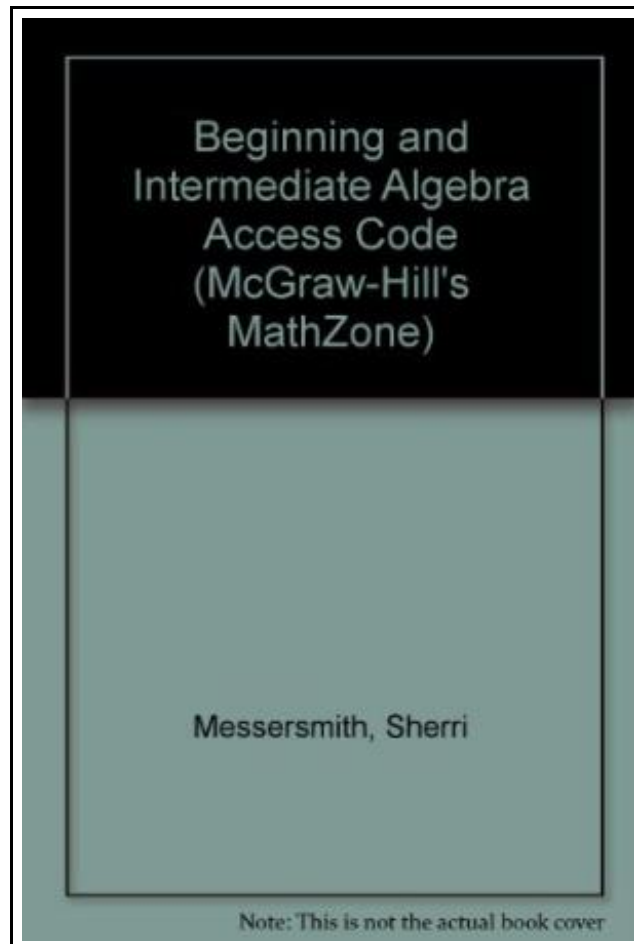 Beginning and
Intermediate Algebra
Access Code
(McGraw-Hill's
MathZone)
Messersmith, Sherri
Note: This is not the actual book cover